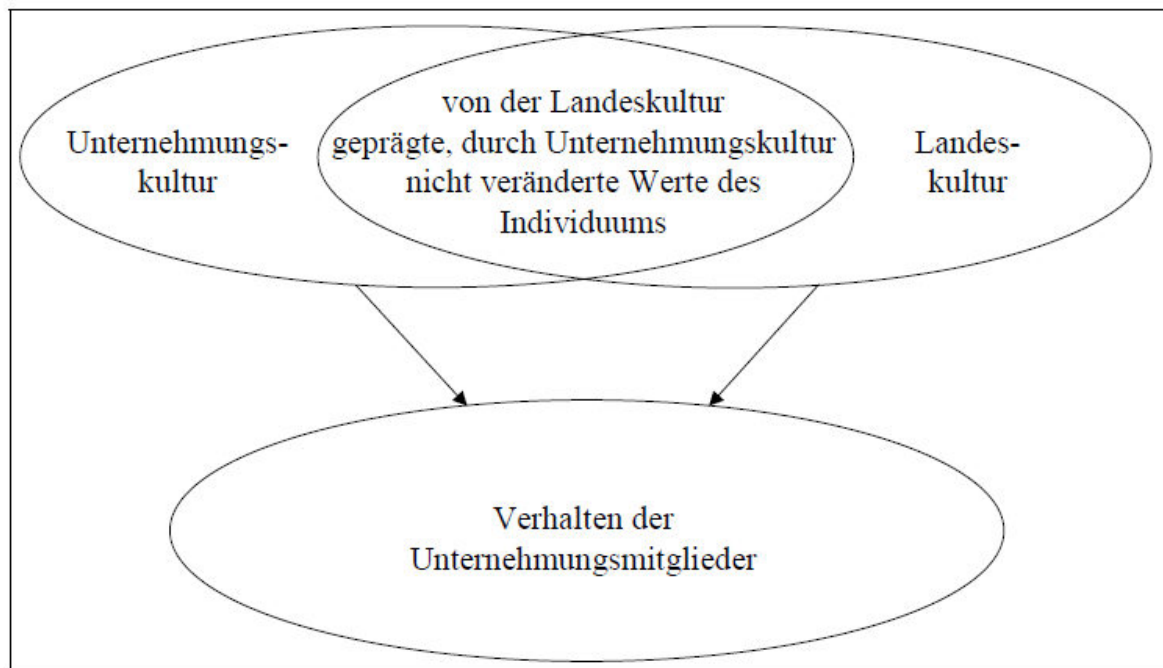 Unternehmungs-
kultur
von der Landeskultur
geprägte, durch Unternehmungskultur
nicht veränderte Werte des
Individuums
Landes-
kultur
Verhalten der
Unternehmungsmitglieder